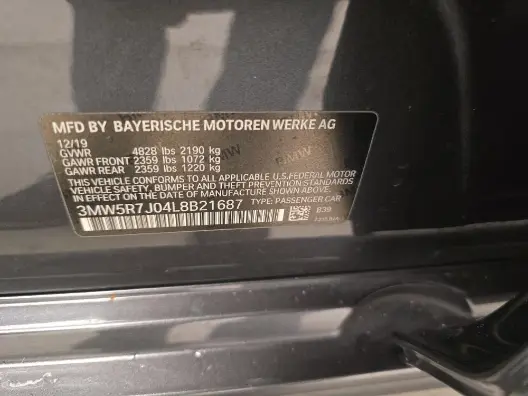 MFD BY BAYERISCHE MOTOREN WERKE AG
12/19
GVWR 4828 lbs 2190 kg
GAWR FRONT 2359 lbs 1072 kg
GAWR REAR 2359 lbs 1220 kg
THIS VEHICLE CONFORMS TO ALL APPLICABLE U.S.FEDERAL MOTOR
VEHICLE SAFETY, BUMPER AND THEFT PREVENTION STANDARDS
IN EFFECT ON THE DATE OF MANUFACTURE SHOWN ABOVE.
3MW5R7J04L8B21687 TYPE: PASSENGER CAR
B39